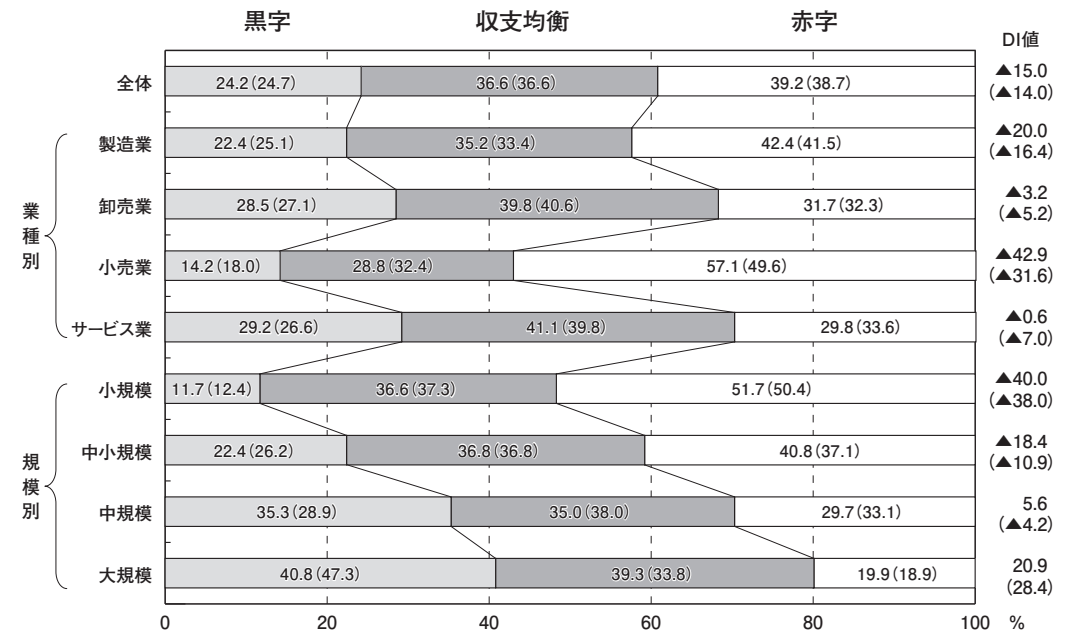 黒字 収支均衡 赤字
DI値
全体 24.2(24.7) 36.6(36.6) 39.2(38.7) ▲15.0
(▲14.0)
業種別
製造業 22.4(25.1) 35.2(33.4) 42.4(41.5) ▲20.0
(▲16.4)
卸売業 28.5(27.1) 39.8(40.6) 31.7(32.3) ▲3.2
(▲5.2)
小売業 14.2(18.0) 28.8(32.4) 57.1(49.6) ▲42.9
(▲31.6)
サービス業 29.2(26.6) 41.1(39.8) 29.8(33.6) ▲0.6
(▲7.0)
規模別
小規模 11.7(12.4) 36.6(37.3) 51.7(50.4) ▲40.0
(▲38.0)
中小規模 22.4(26.2) 36.8(36.8) 40.8(37.1) ▲18.4
(▲10.9)
中規模 35.3(28.9) 35.0(38.0) 29.7(33.1) 5.6
(▲4.2)
大規模 40.8(47.3) 39.3(33.8) 19.9(18.9) 20.9
(28.4)
0 20 40 60 80 100 %